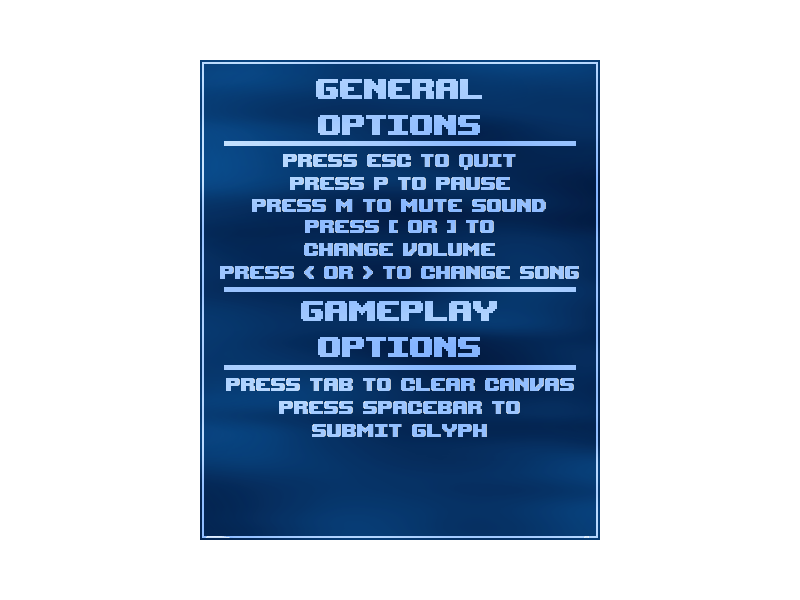 GENERAL
OPTIONS
PRESS ESC TO QUIT
PRESS P TO PAUSE
PRESS M TO MUTE SOUND
PRESS [ OR ] TO
CHANGE VOLUME
PRESS < OR > TO CHANGE SONG
GAMEPLAY
OPTIONS
PRESS TAB TO CLEAR CANVAS
PRESS SPACEBAR TO
SUBMIT GLYPH